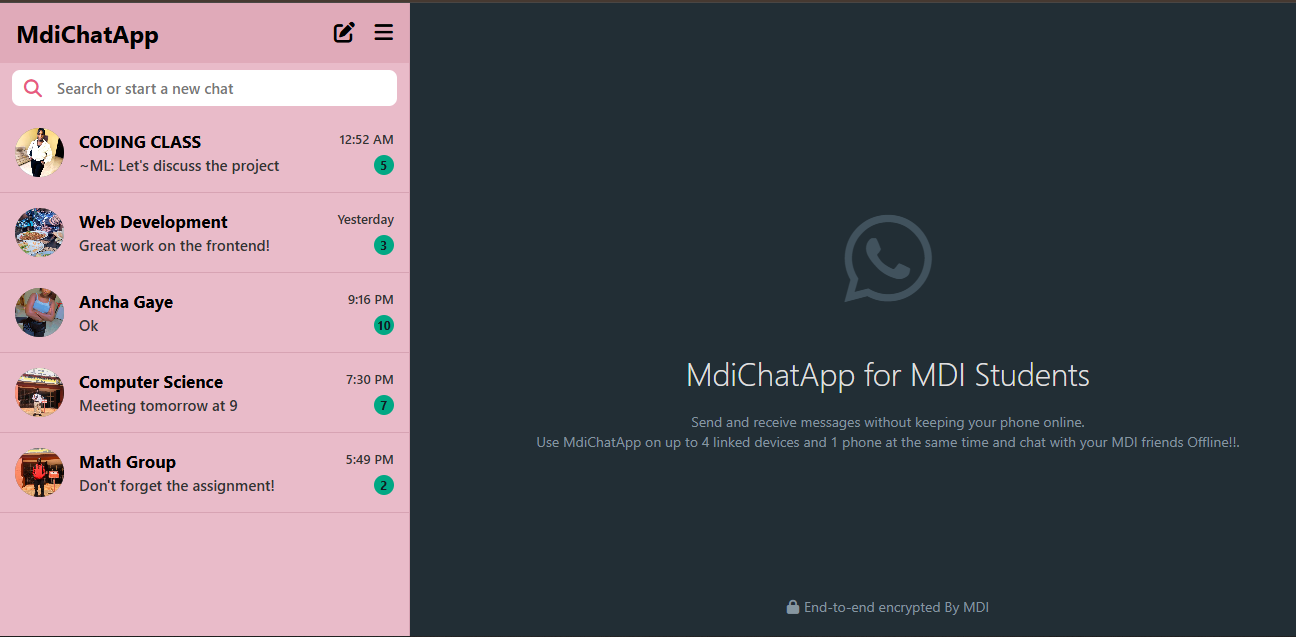 MdiChatApp
Search or start a new chat
CODING CLASS 12:52 AM
~ML: Let's discuss the project 5
Web Development Yesterday
Great work on the frontend! 3
Ancha Gaye 9:16 PM
Ok 10
Computer Science 7:30 PM
Meeting tomorrow at 9 7
Math Group 5:49 PM
Don't forget the assignment! 2
MdiChatApp for MDI Students
Send and receive messages without keeping your phone online.
Use MdiChatApp on up to 4 linked devices and 1 phone at the same time and chat with your MDI friends Offline!!.
End-to-end encrypted By MDI